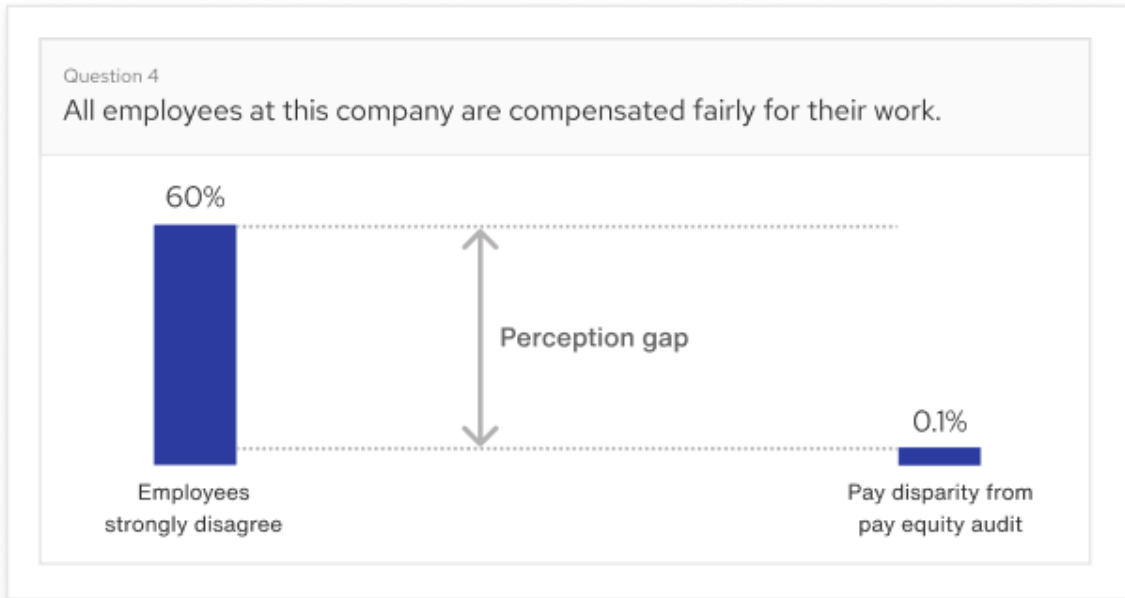 Question 4
All employees at this company are compensated fairly for their work.
60%
Perception gap
0.1%
Employees
strongly disagree
Pay disparity from
pay equity audit